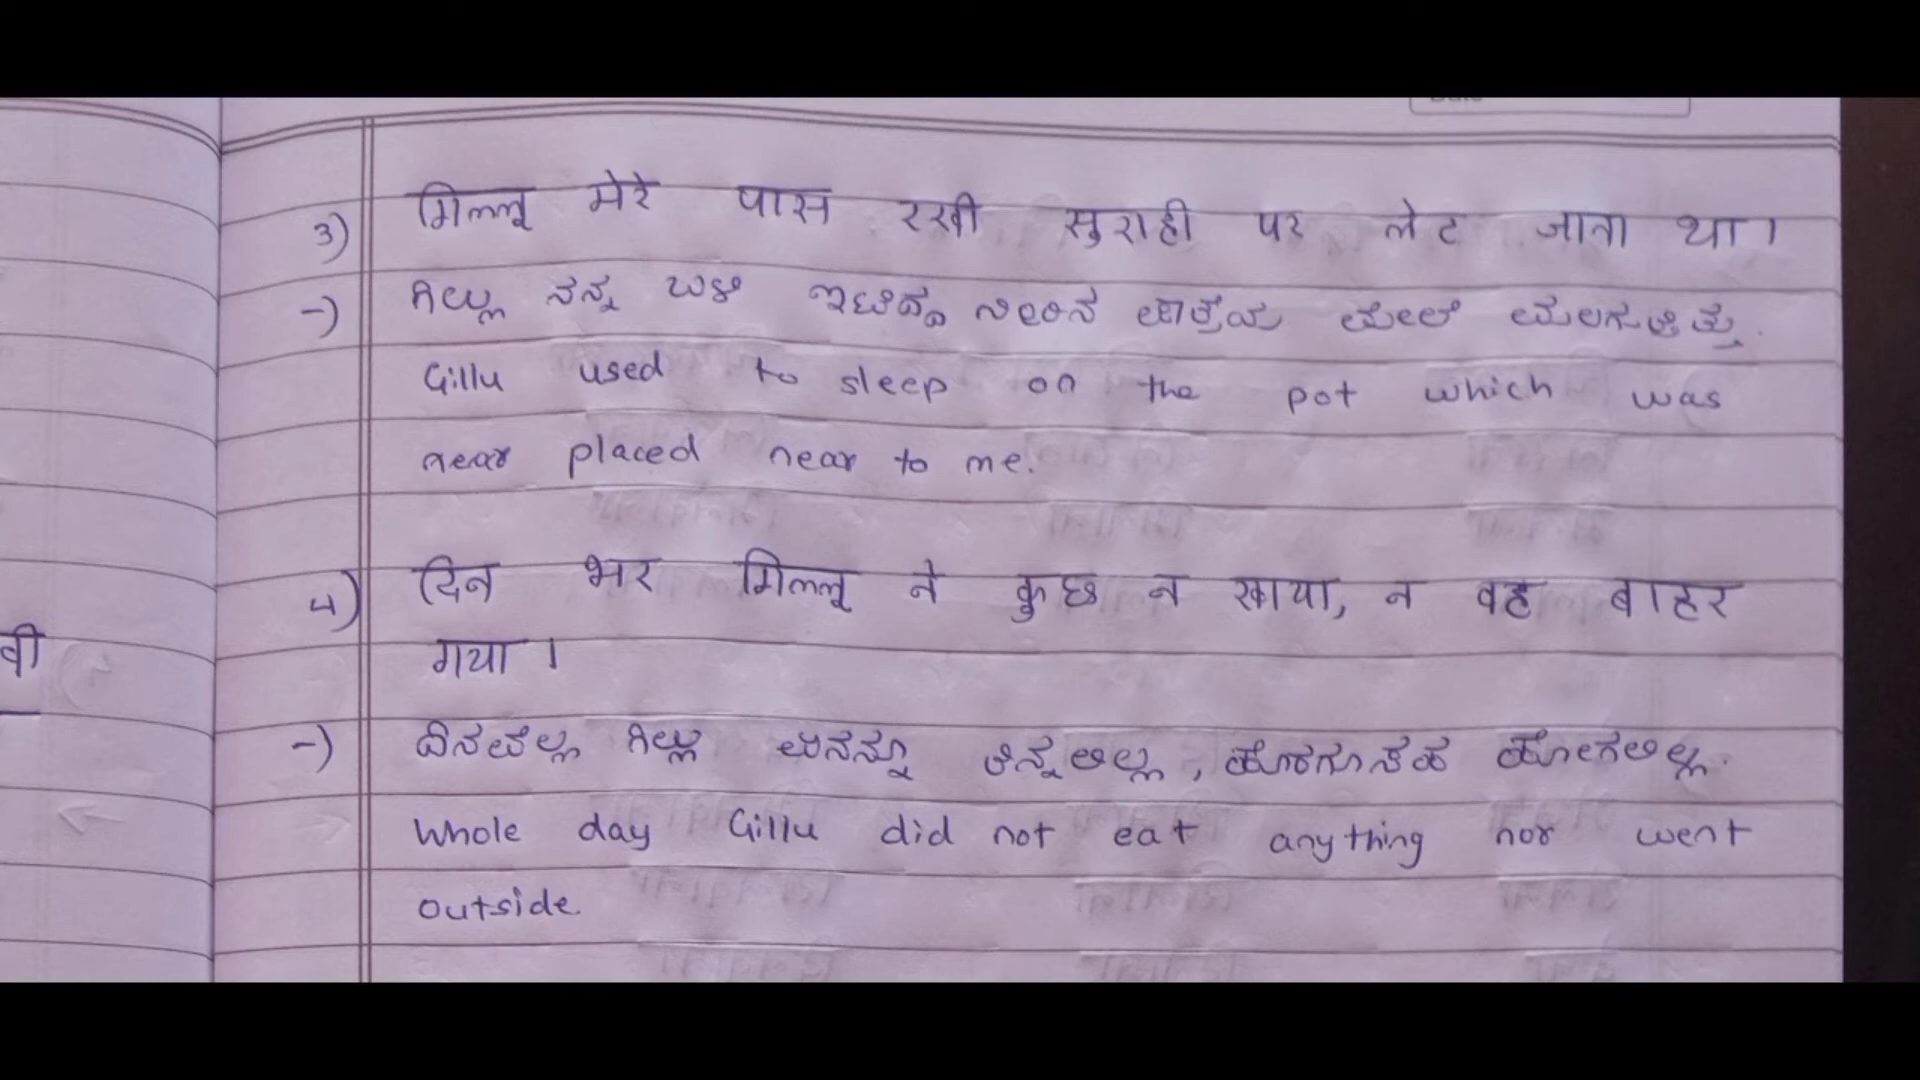 3) गिल्लू मेरे पास रखी सुराही पर लेट जाता था।
-) ಗಿಲ್ಲು ನನ್ನ ಬಳಿ ಇಟ್ಟಿದ್ದ ನೀರಿನ ಪಾತ್ರೆಯ ಮೇಲೆ ಮಲಗುತ್ತಿತ್ತು.
Gillu used to sleep on the pot which was
near placed near to me.
4) दिन भर गिल्लू ने कुछ न खाया, न वह बाहर
गया।
वी
-) ದಿನವೆಲ್ಲ ಗಿಲ್ಲು ಏನನ್ನೂ ತಿನ್ನಲಿಲ್ಲ, ಹೊರಗೂ ಸಹ ಹೋಗಲಿಲ್ಲ.
Whole day Gillu did not eat anything nor went
outside.